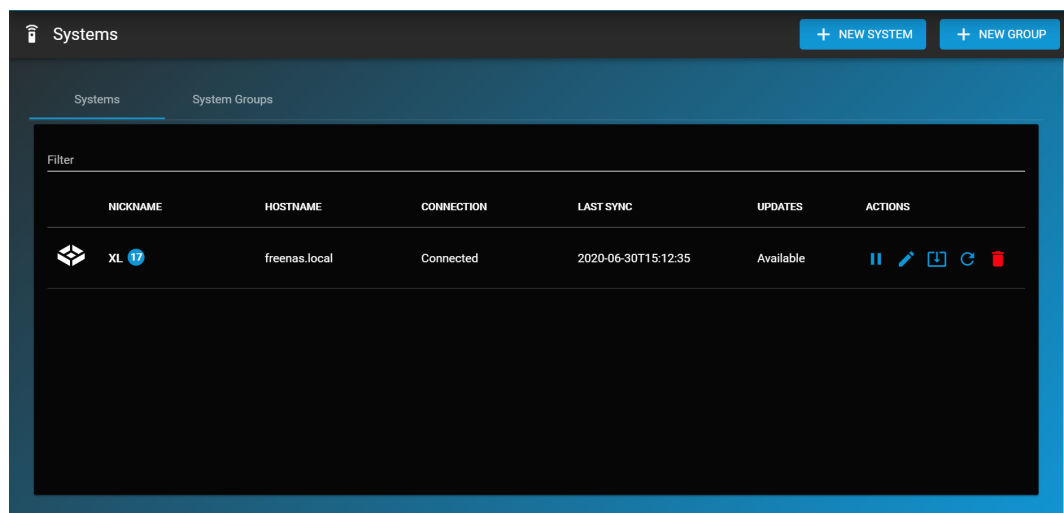 Systems
+ NEW SYSTEM + NEW GROUP
Systems System Groups
Filter
NICKNAME HOSTNAME CONNECTION LAST SYNC UPDATES ACTIONS
XL 17 freenas.local Connected 2020-06-30T15:12:35 Available